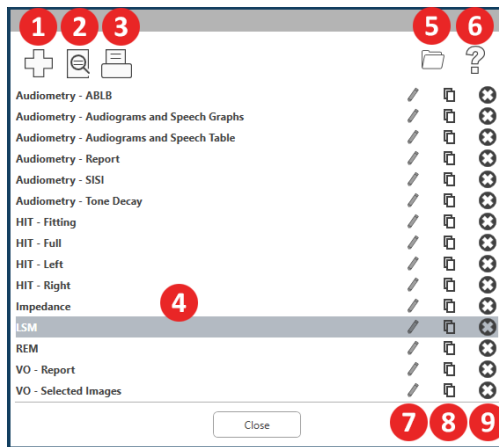 1 2 3 5 6
Audiometry - ABLB
Audiometry - Audiograms and Speech Graphs
Audiometry - Audiograms and Speech Table
Audiometry - Report
Audiometry - SISI
Audiometry - Tone Decay
HIT - Fitting
HIT - Full
HIT - Left
HIT - Right
Impedance 4
LSM
REM
VO - Report
VO - Selected Images
Close 7 8 9